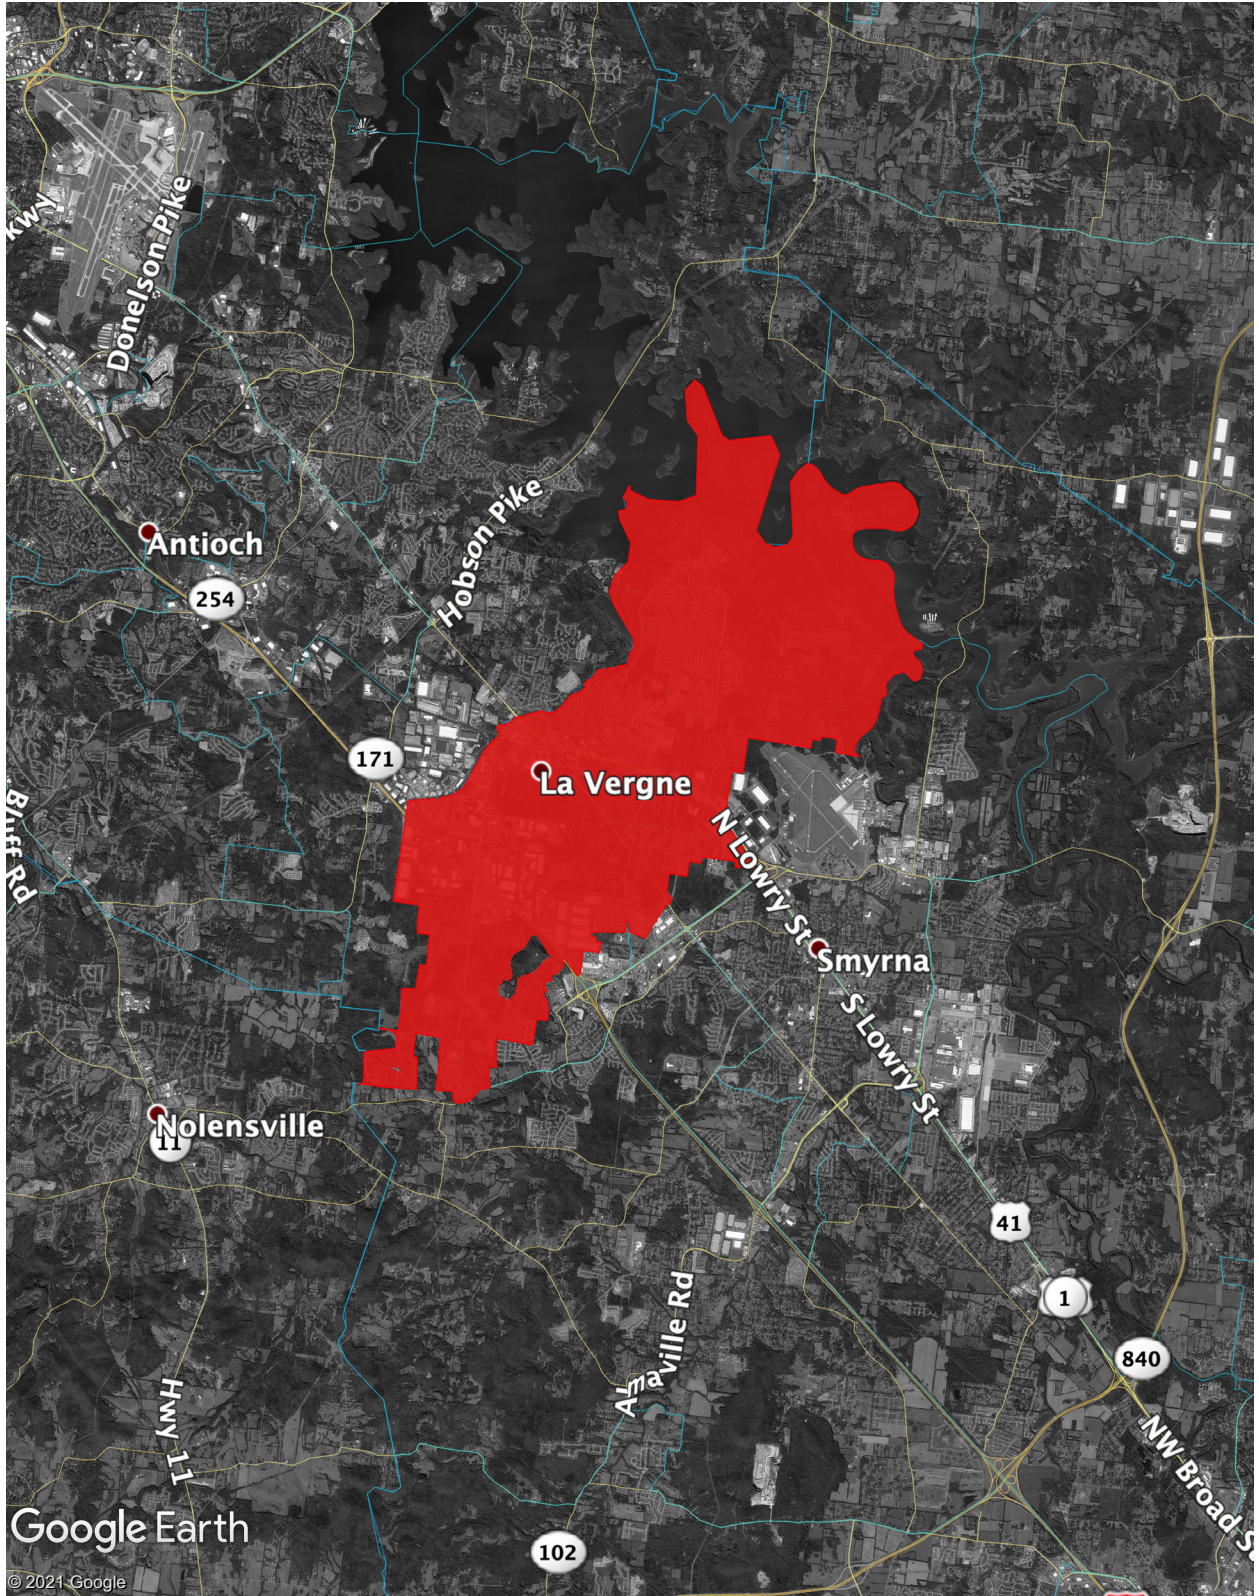 kwy
Donelson Pike
Hobson Pike
Antioch
254
171
La Vergne
Bluff Rd
N Lowry St
Smyrna
S Lowry St
Nolensville
11
41
1
Almaville Rd
840
Hwy 11
NW Broad S
Google Earth
102
© 2021 Google